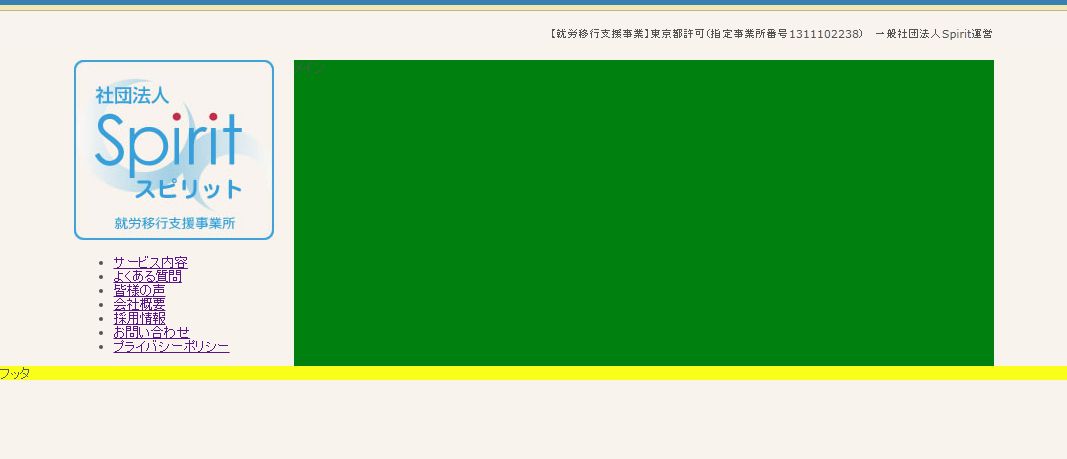 【就労移行支援事業】東京都許可(指定事業所番号1311102238)　一般社団法人Spirit運営
社団法人
Spirit
スピリット
就労移行支援事業所
メイン
サービス内容
よくある質問
皆様の声
会社概要
採用情報
お問い合わせ
プライバシーポリシー
フッタ